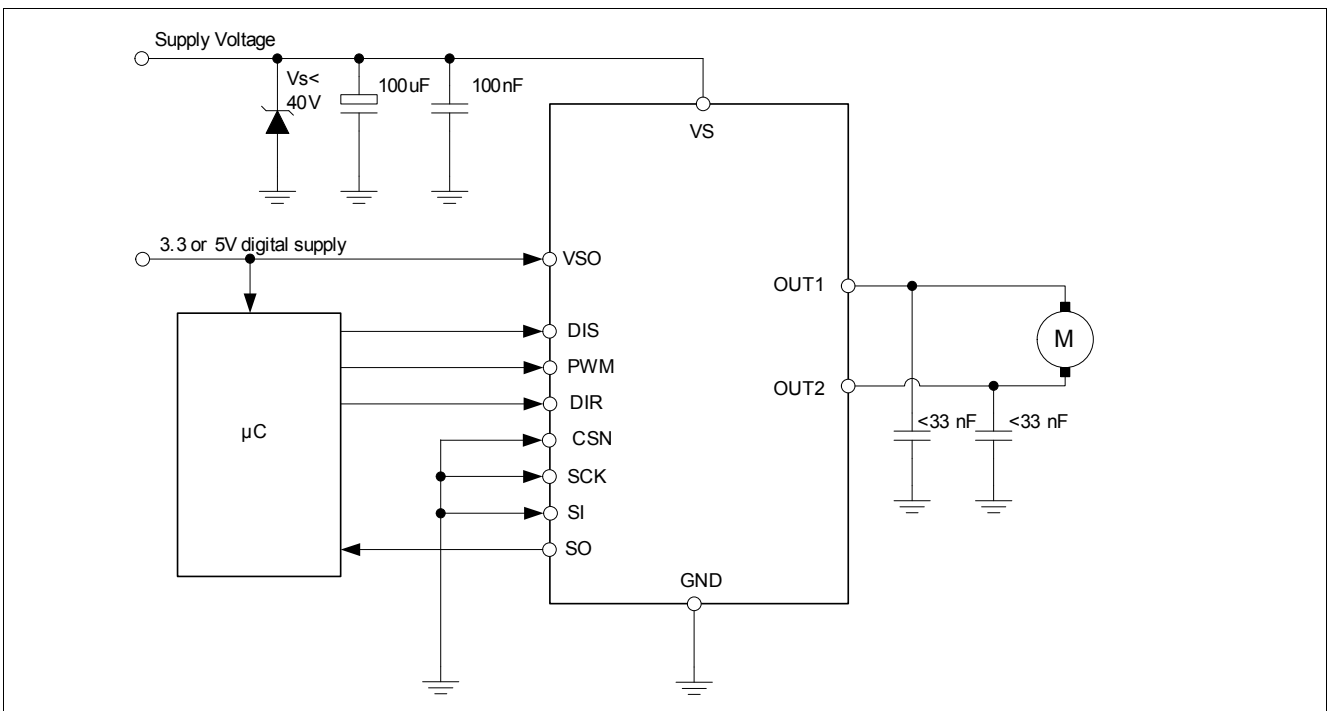 Supply Voltage
Vs<
40V
100uF
100nF
VS
3.3 or 5V digital supply
VSO
OUT1
DIS
M
PWM
OUT2
DIR
<33 nF
<33 nF
µC
CSN
SCK
SI
SO
GND